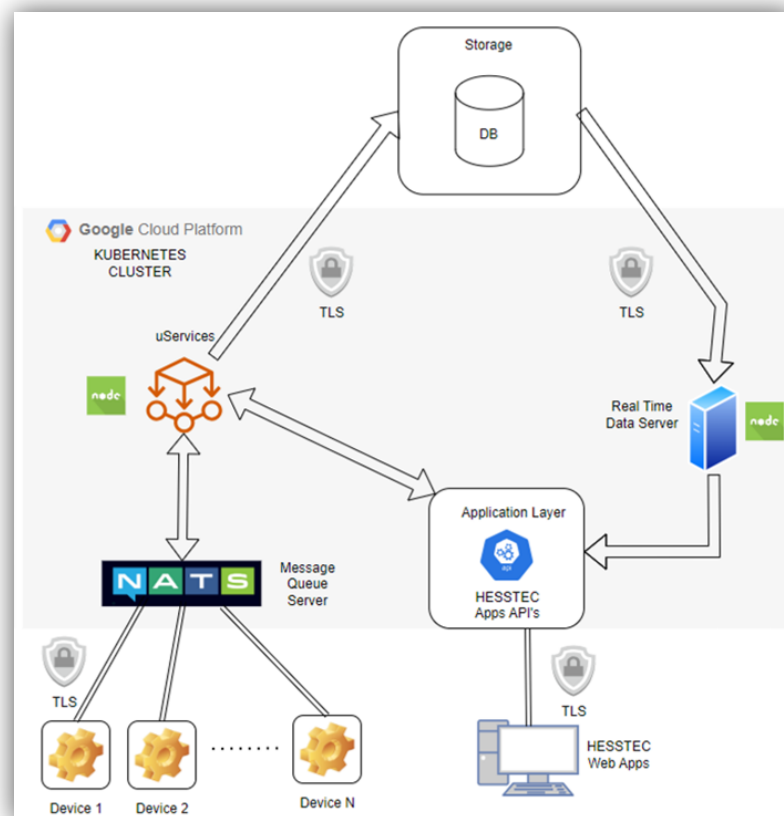 Storage
DB
Google Cloud Platform
KUBERNETES
CLUSTER
TLS
TLS
uServices
node
Real Time
Data Server
node
Application Layer
api
HESSTEC
Apps API's
NATS
Message
Queue
Server
TLS
TLS
HESSTEC
Web Apps
Device 1
Device 2
........
Device N